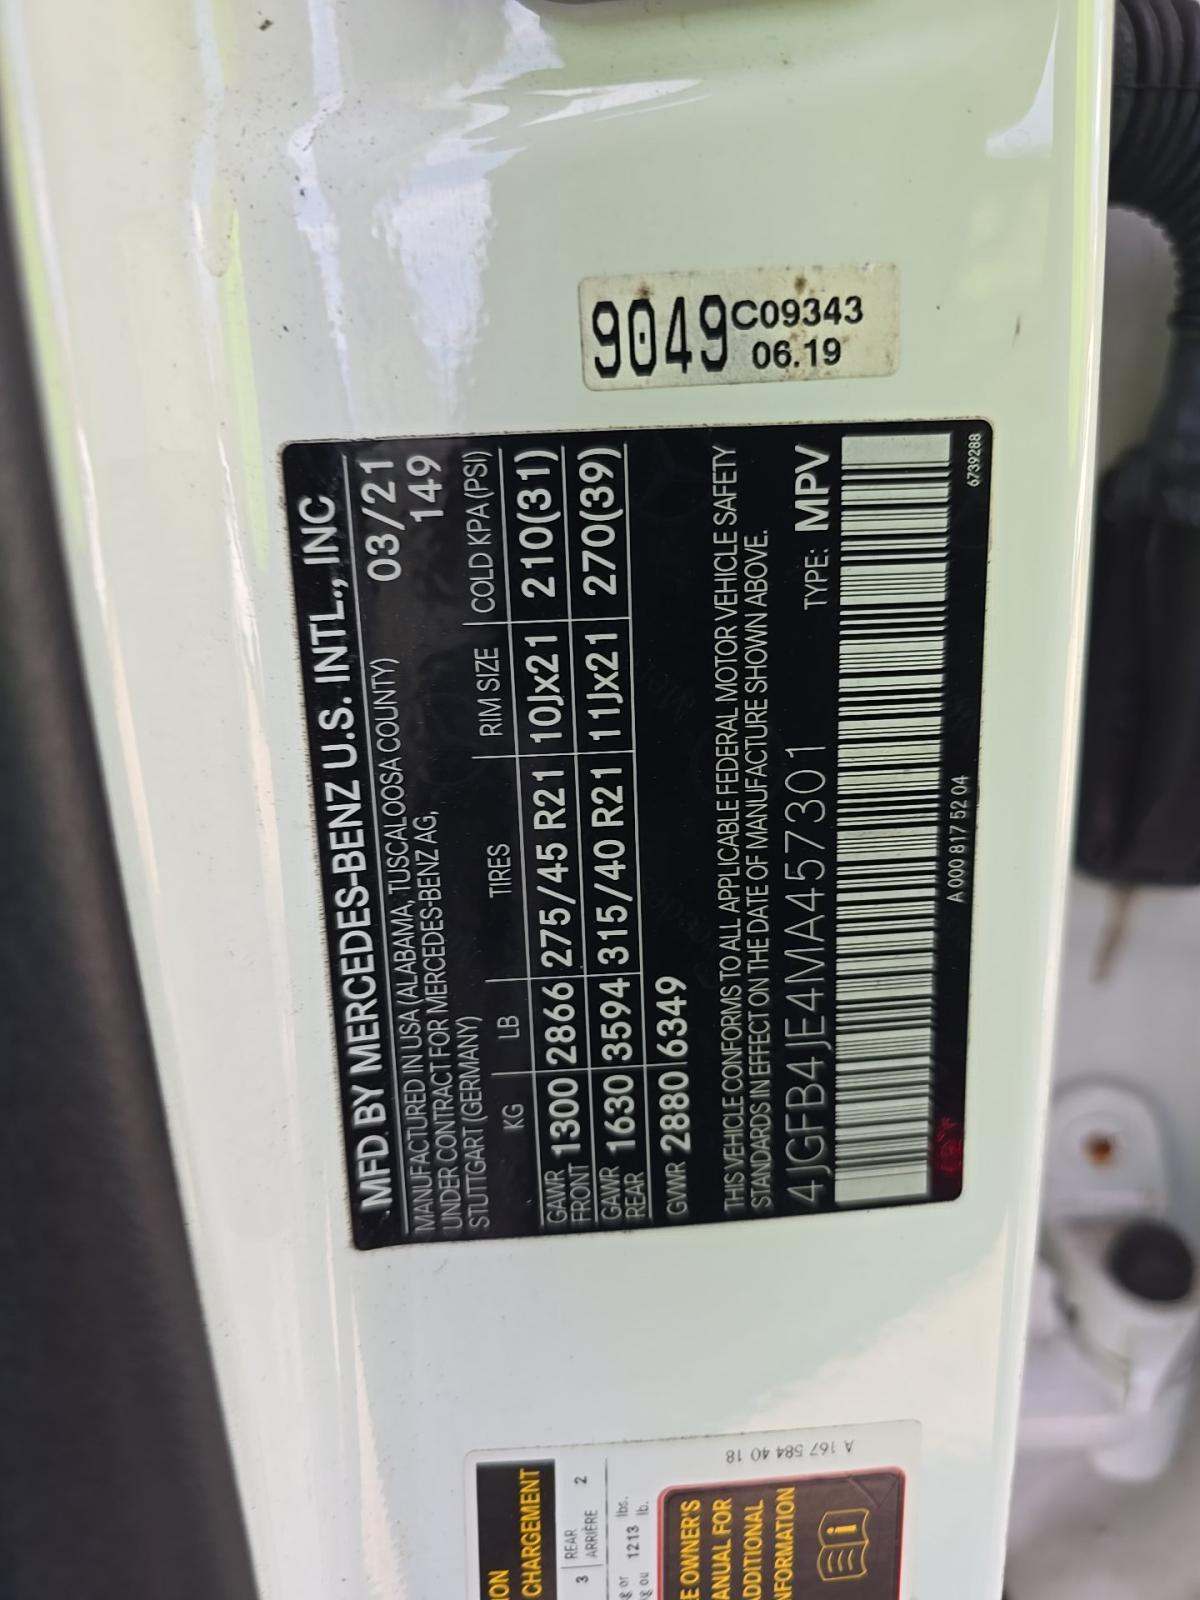 9049 C09343
06.19
MFD BY MERCEDES-BENZ U.S. INTL., INC
MANUFACTURED IN USA (ALABAMA, TUSCALOOSA COUNTY) 03/21
UNDER CONTRACT FOR MERCEDES-BENZ AG, 149
STUTTGART (GERMANY)
KG LB TIRES RIM SIZE COLD KPA (PSI)
GAWR FRONT 1300 2866 275/45 R21 10Jx21 210(31)
GAWR REAR 1630 3594 315/40 R21 11Jx21 270(39)
GVWR 2880 6349
THIS VEHICLE CONFORMS TO ALL APPLICABLE FEDERAL MOTOR VEHICLE SAFETY
STANDARDS IN EFFECT ON THE DATE OF MANUFACTURE SHOWN ABOVE.
4JGFB4JE4MA457301 TYPE: MPV
A 000 817 52 04 6739288
A 167 584 40 18
CHARGEMENT
3 REAR
ARRIÈRE 2
lbs.
ou 1213 lb.
OWNER'S
FOR
INFORMATION